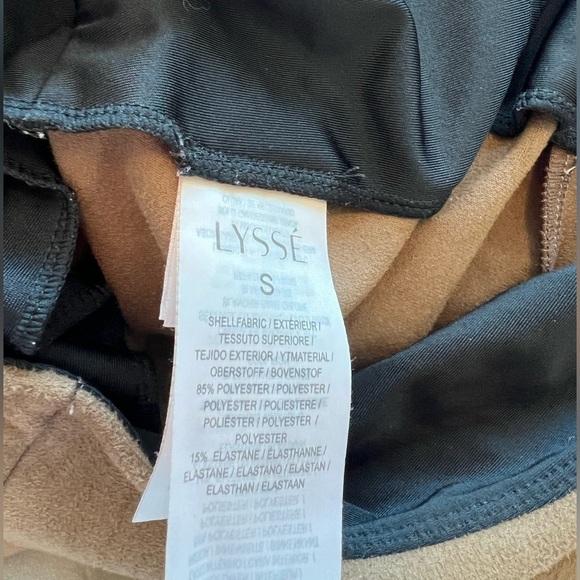 LYSSÉ
S
SHELLFABRIC / EXTÉRIEUR /
TESSUTO SUPERIORE /
TEJIDO EXTERIOR / YTMATERIAL /
OBERSTOFF / BOVENSTOF
85% POLYESTER / POLYESTER /
POLYESTER / POLIESTERE /
POLIÉSTER / POLYESTER /
POLYESTER
15% ELASTANE / ÉLASTHANNE /
ELASTANE / ELASTANO / ELASTAN /
ELASTHAN / ELASTAAN